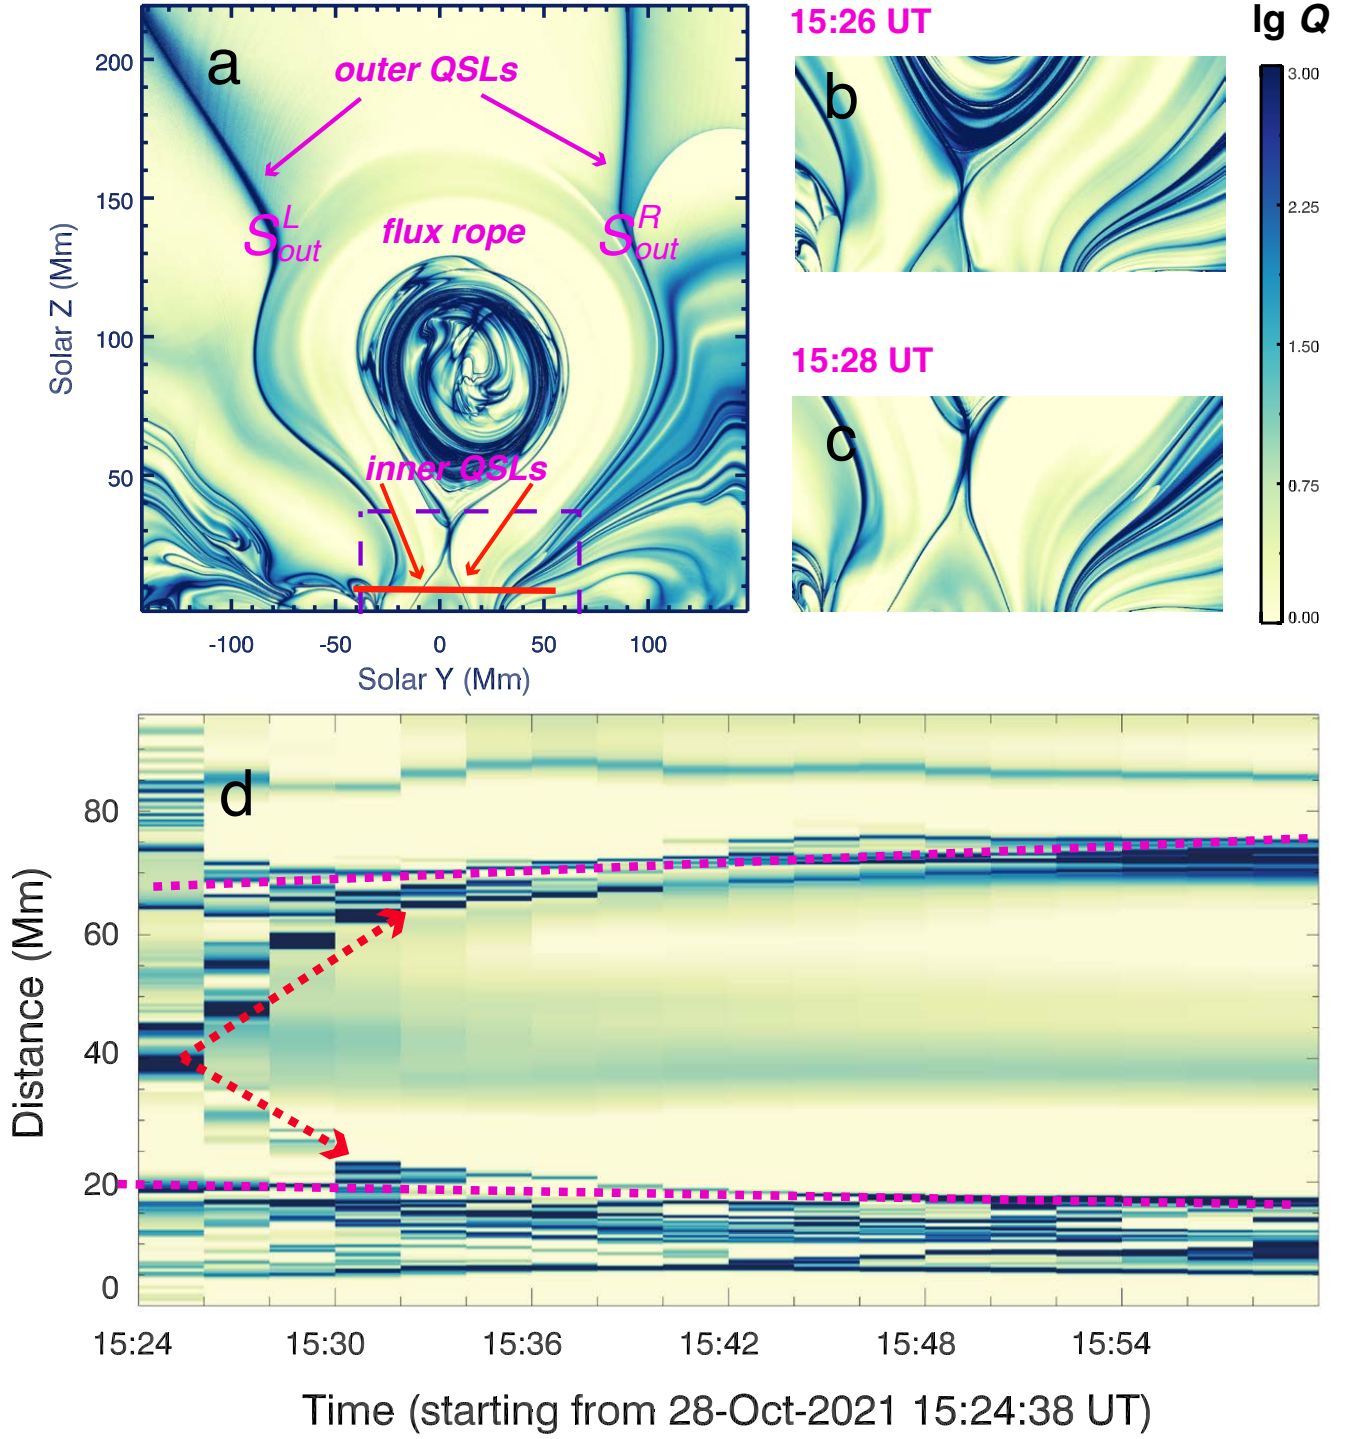 a
outer QSLs
S^L_out
flux rope
S^R_out
inner QSLs
200
150
100
50
Solar Z (Mm)
-100 -50 0 50 100
Solar Y (Mm)
15:26 UT
b
15:28 UT
c
lg Q
3.00
2.25
1.50
0.75
0.00
d
80
60
40
20
0
Distance (Mm)
15:24 15:30 15:36 15:42 15:48 15:54
Time (starting from 28-Oct-2021 15:24:38 UT)